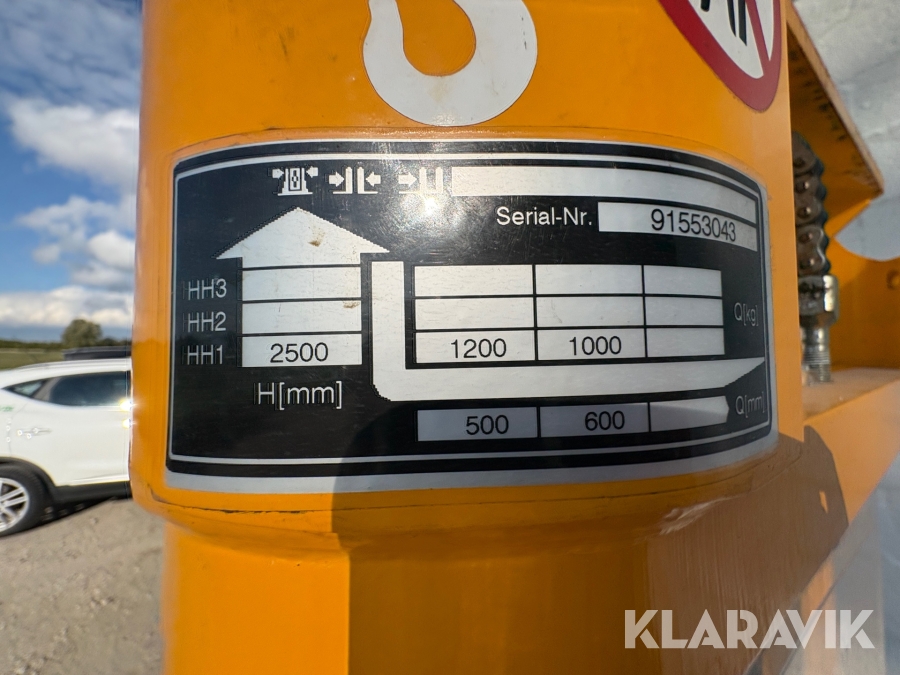 Serial-Nr. 91553043
HH3
HH2 Q[kg]
HH1 2500 1200 1000
H[mm]
500 600 Q[mm]
KLARAVIK